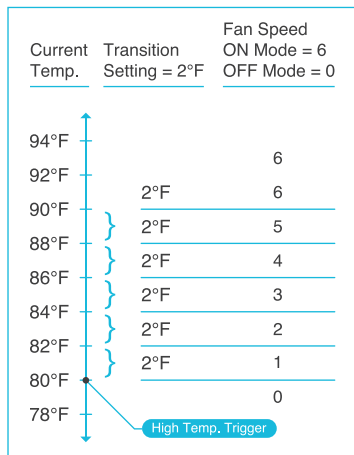 Current Temp.
Transition Setting = 2°F
Fan Speed
ON Mode = 6
OFF Mode = 0
94°F
6
92°F
2°F 6
90°F
2°F 5
88°F
2°F 4
86°F
2°F 3
84°F
2°F 2
82°F
2°F 1
80°F
0
78°F
High Temp. Trigger